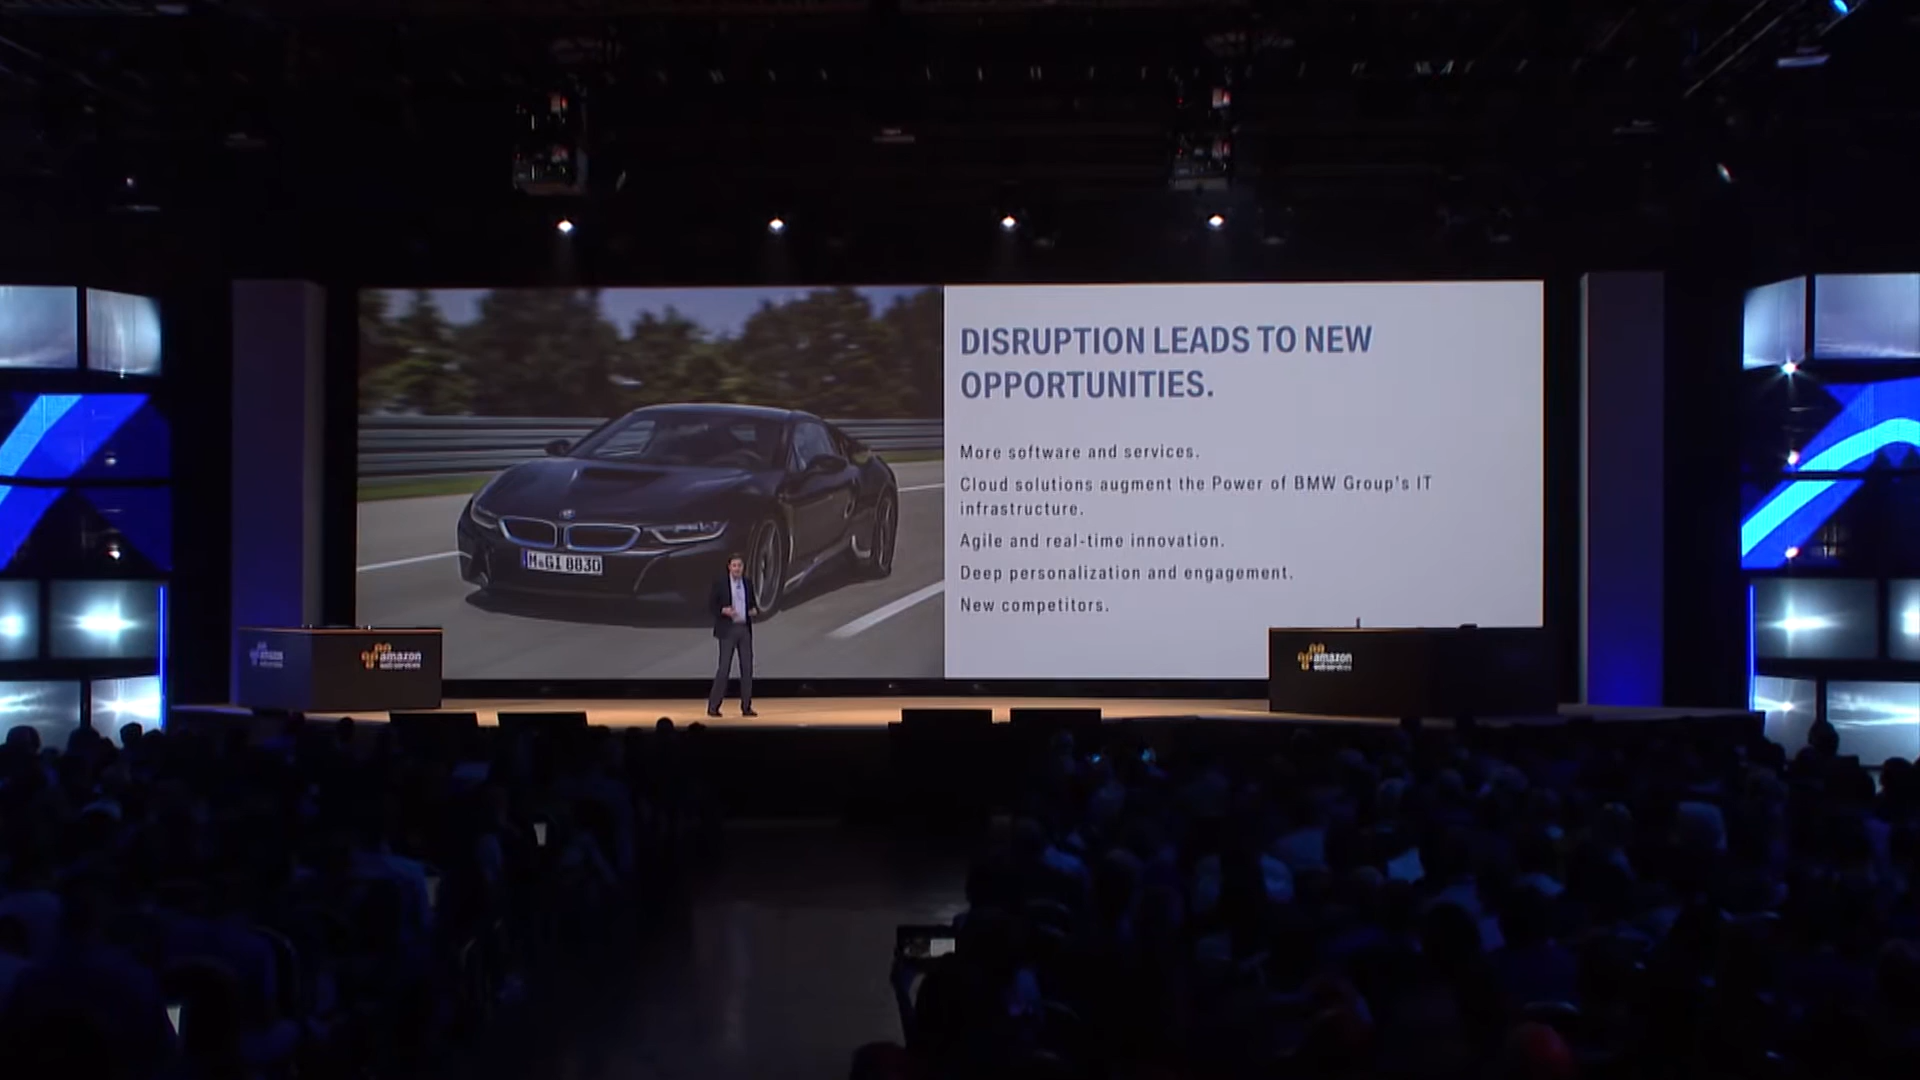 DISRUPTION LEADS TO NEW
OPPORTUNITIES.
More software and services.
Cloud solutions augment the Power of BMW Group's IT
infrastructure.
Agile and real-time innovation.
Deep personalization and engagement.
New competitors.
M GI 8830
amazon
web services
amazon
web services
amazon
web services